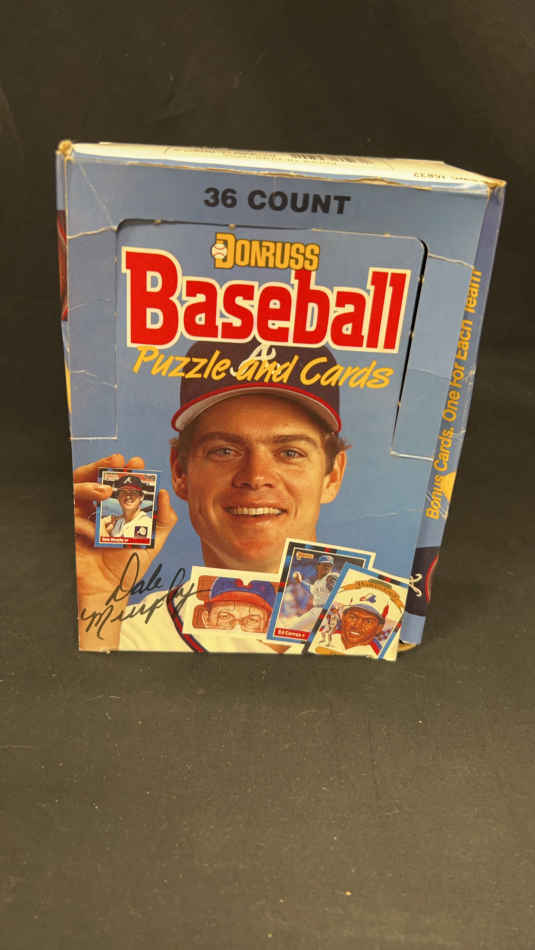 36 COUNT
DONRUSS
Baseball
Puzzle and Cards
Bonus Cards. One For Each Team
Dale
Murphy